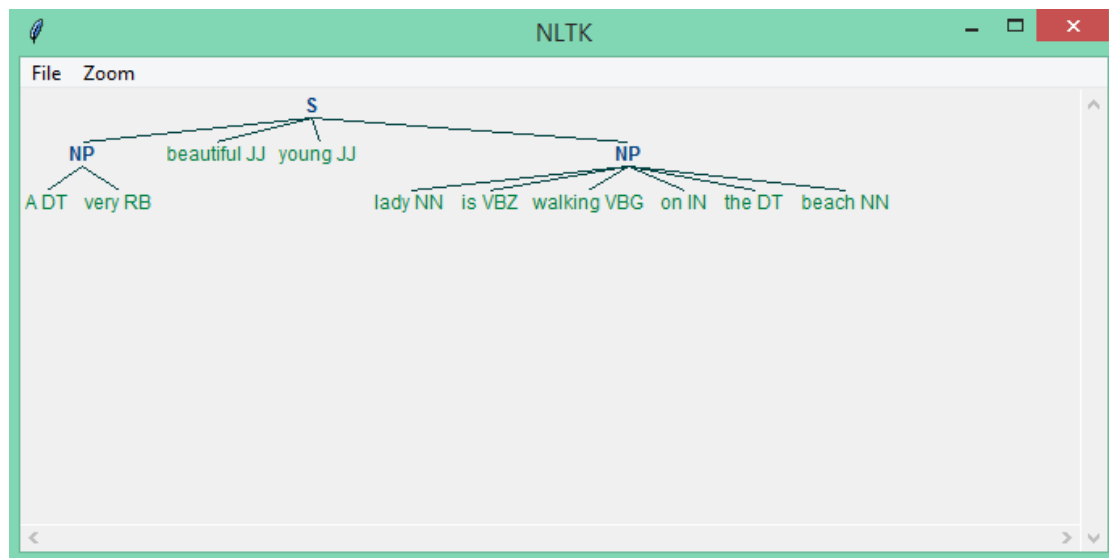 NLTK
File Zoom
S
NP beautiful JJ young JJ NP
A DT very RB lady NN is VBZ walking VBG on IN the DT beach NN